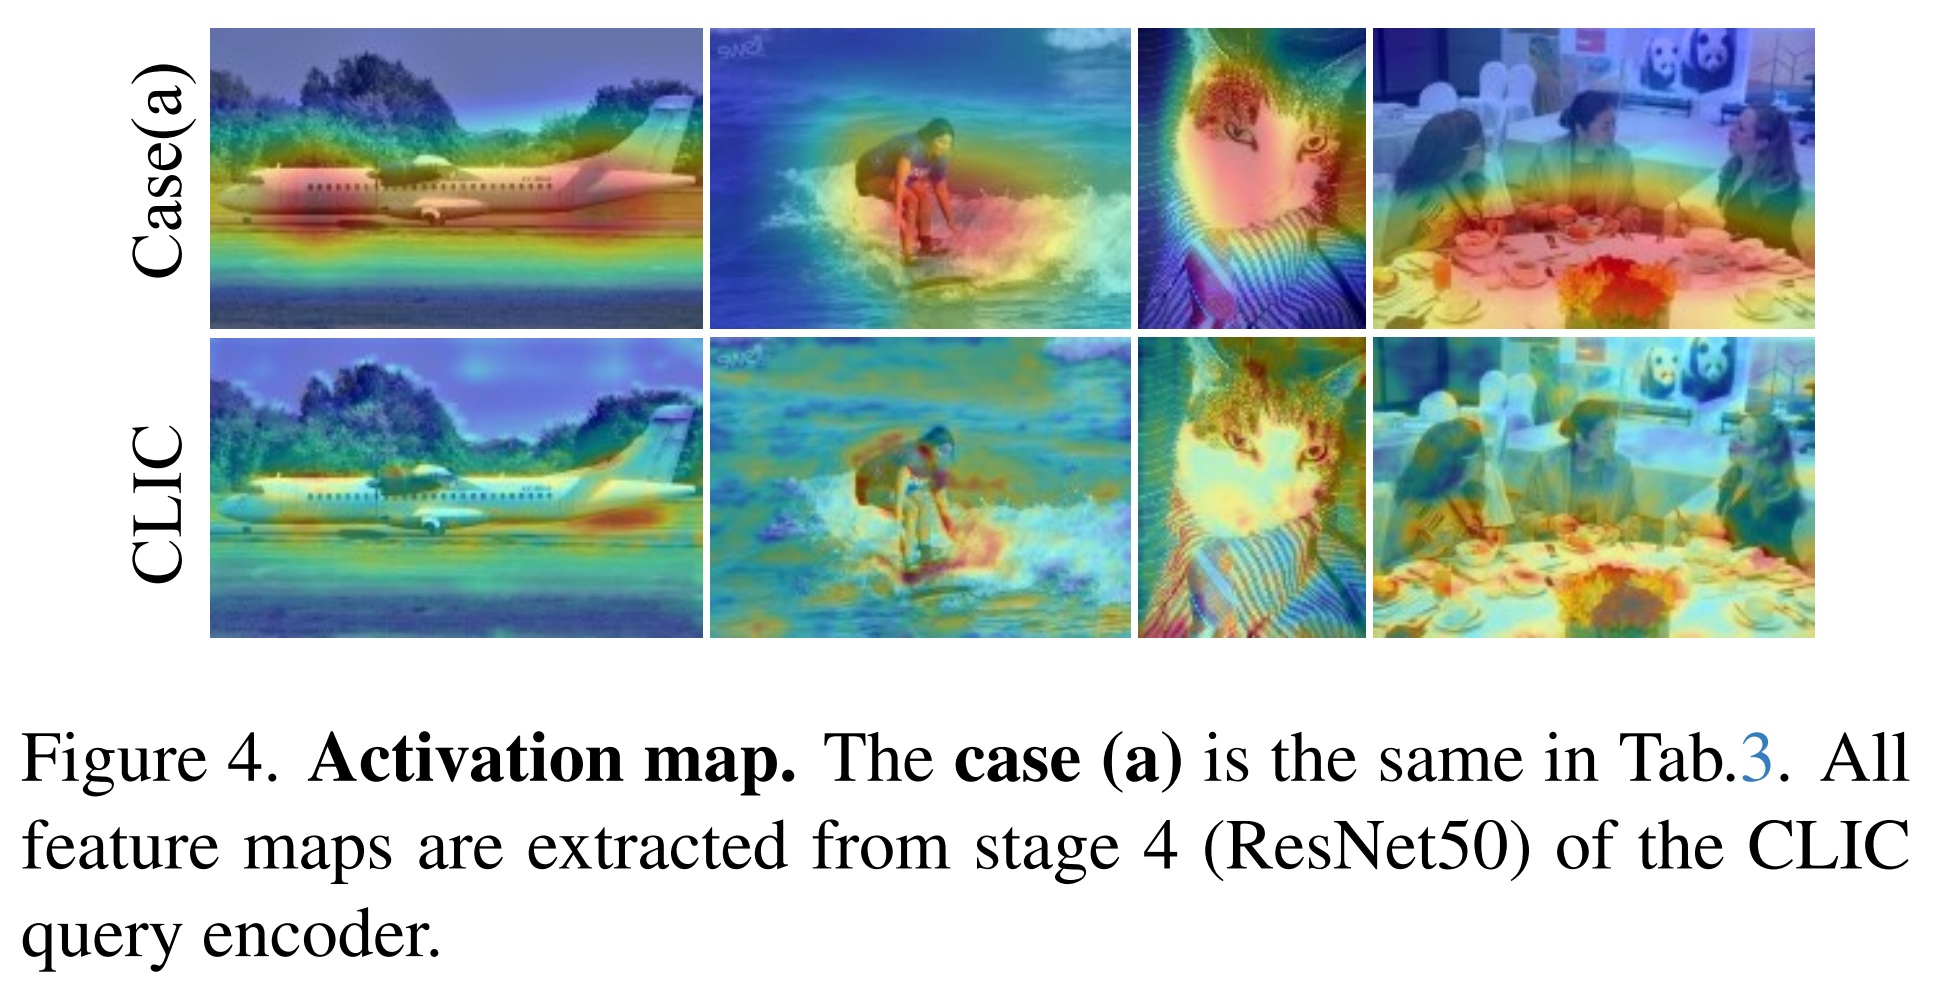 Case(a)
CLIC
Figure 4. Activation map. The case (a) is the same in Tab.3. All
feature maps are extracted from stage 4 (ResNet50) of the CLIC
query encoder.